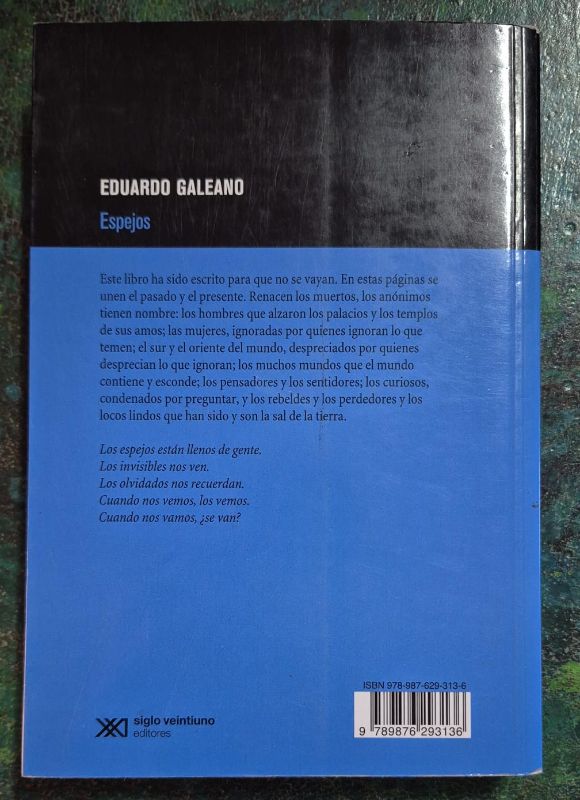 EDUARDO GALEANO
Espejos
Este libro ha sido escrito para que no se vayan. En estas páginas se
unen el pasado y el presente. Renacen los muertos, los anónimos
tienen nombre: los hombres que alzaron los palacios y los templos
de sus amos; las mujeres, ignoradas por quienes ignoran lo que
temen; el sur y el oriente del mundo, despreciados por quienes
desprecian lo que ignoran; los muchos mundos que el mundo
contiene y esconde; los pensadores y los sentidores; los curiosos,
condenados por preguntar, y los rebeldes y los perdedores y los
locos lindos que han sido y son la sal de la tierra.
Los espejos están llenos de gente.
Los invisibles nos ven.
Los olvidados nos recuerdan.
Cuando nos vemos, los vemos.
Cuando nos vamos, ¿se van?
ISBN 978-987-629-313-6
9 789876 293136
siglo veintiuno
editores